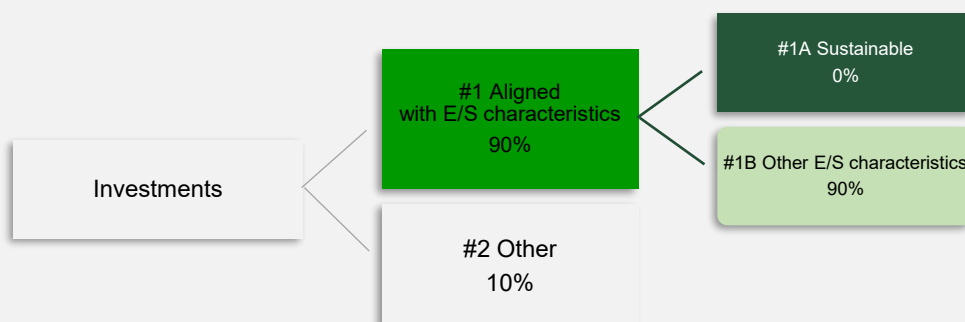 #1A Sustainable
0%
#1 Aligned
with E/S characteristics
90%
#1B Other E/S characteristics
90%
Investments
#2 Other
10%